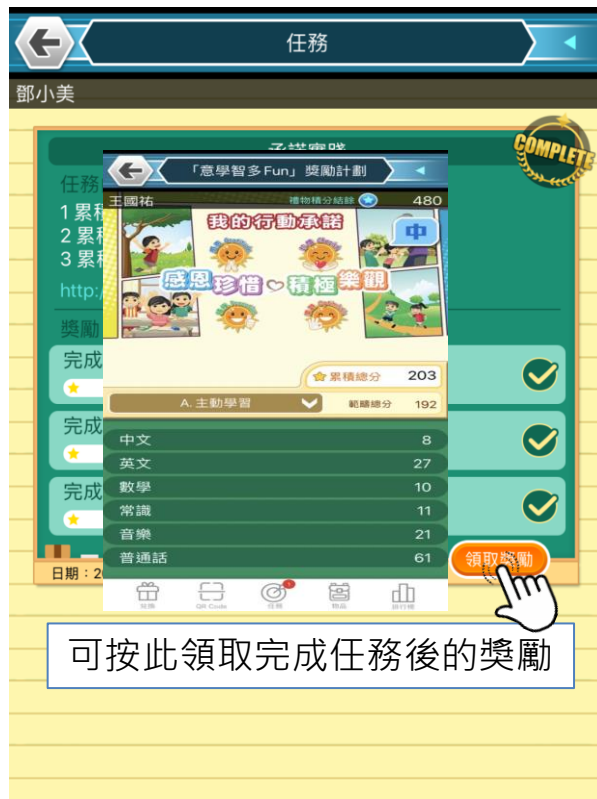 任務
鄧小美
COMPLETE
承諾實踐
任務
1 累積
2 累積
3 累積
http:/
獎勵
完成
完成
完成
日期：20
領取獎勵
「意學智多Fun」獎勵計劃
王國祐
禮物積分結餘
480
我的行動承諾
中
感恩珍惜
積極樂觀
累積總分 203
A. 主動學習
範疇總分 192
中文 8
英文 27
數學 10
常識 11
音樂 21
普通話 61
兌換
QR Code
任務
1
物品
排行榜
可按此領取完成任務後的獎勵